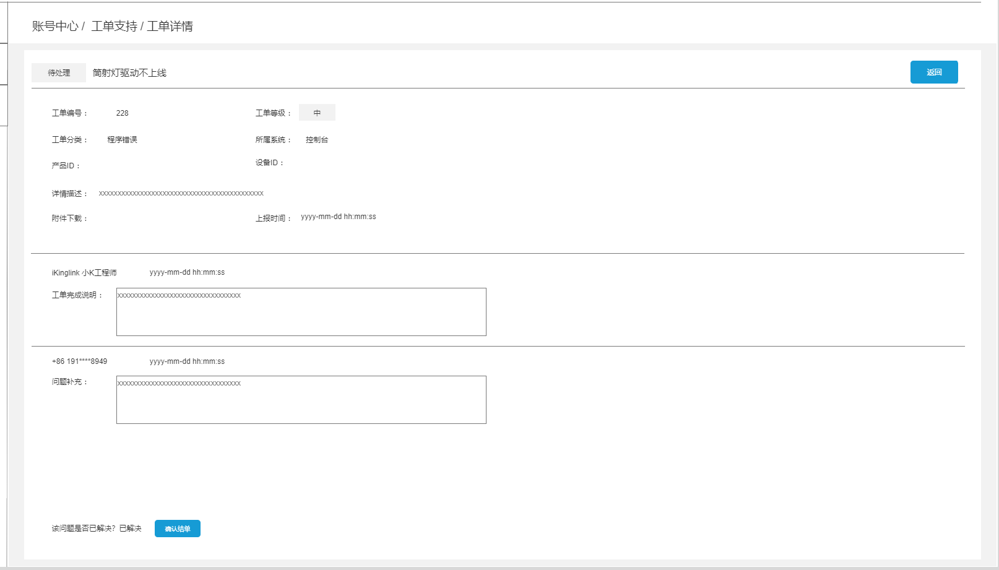 账号中心 / 工单支持 / 工单详情
待处理 筒射灯驱动不上线 返回
工单编号： 228 工单等级： 中
工单分类： 程序错误 所属系统： 控制台
产品ID： 设备ID：
详情描述： xxxxxxxxxxxxxxxxxxxxxxxxxxxxxxxxxxxxxxxxxxxx
附件下载： 上报时间： yyyy-mm-dd hh:mm:ss
iKinglink 小K工程师 yyyy-mm-dd hh:mm:ss
工单完成说明： xxxxxxxxxxxxxxxxxxxxxxxxxxxxxxxxx
+86 191****8949 yyyy-mm-dd hh:mm:ss
问题补充： xxxxxxxxxxxxxxxxxxxxxxxxxxxxxxxxx
该问题是否已解决？已解决 确认结单